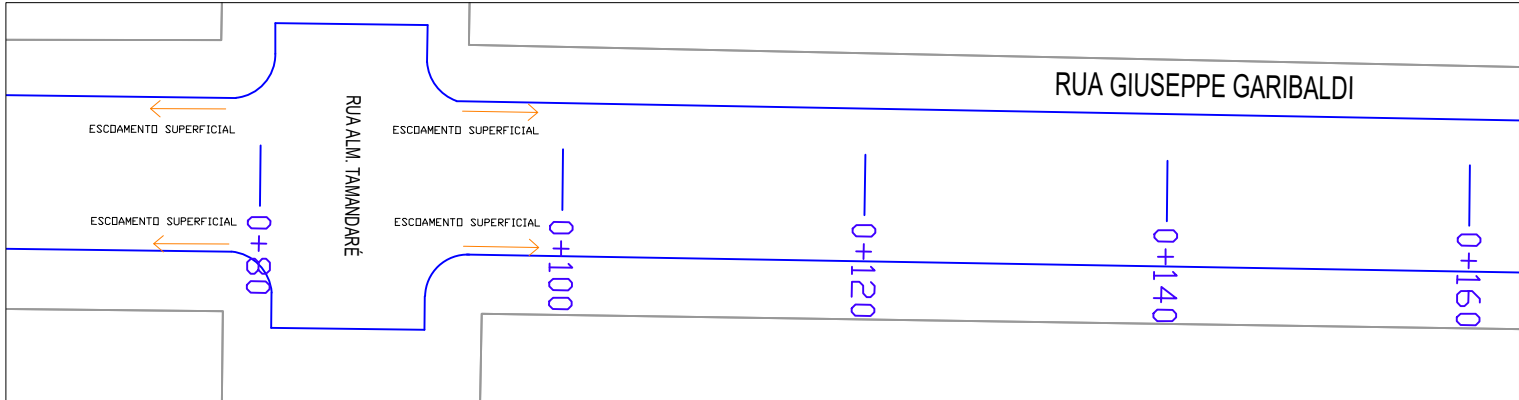 RUA GIUSEPPE GARIBALDI
ESCOAMENTO SUPERFICIAL
ESCOAMENTO SUPERFICIAL
RUA ALM. TAMANDARÉ
ESCOAMENTO SUPERFICIAL
ESCOAMENTO SUPERFICIAL
0+80
0+100
0+120
0+140
0+160